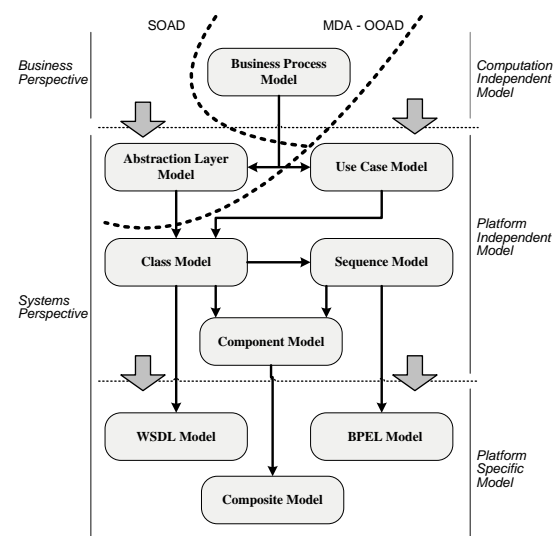 SOAD
MDA - OOAD
Business
Perspective
Business Process
Model
Computation
Independent
Model
Abstraction Layer
Model
Use Case Model
Platform
Independent
Model
Class Model
Sequence Model
Systems
Perspective
Component Model
WSDL Model
BPEL Model
Platform
Specific
Model
Composite Model